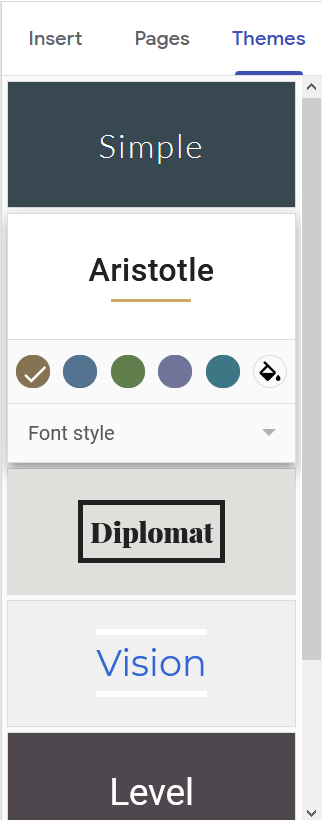 Insert Pages Themes
Simple
Aristotle
Font style
Diplomat
Vision
Level